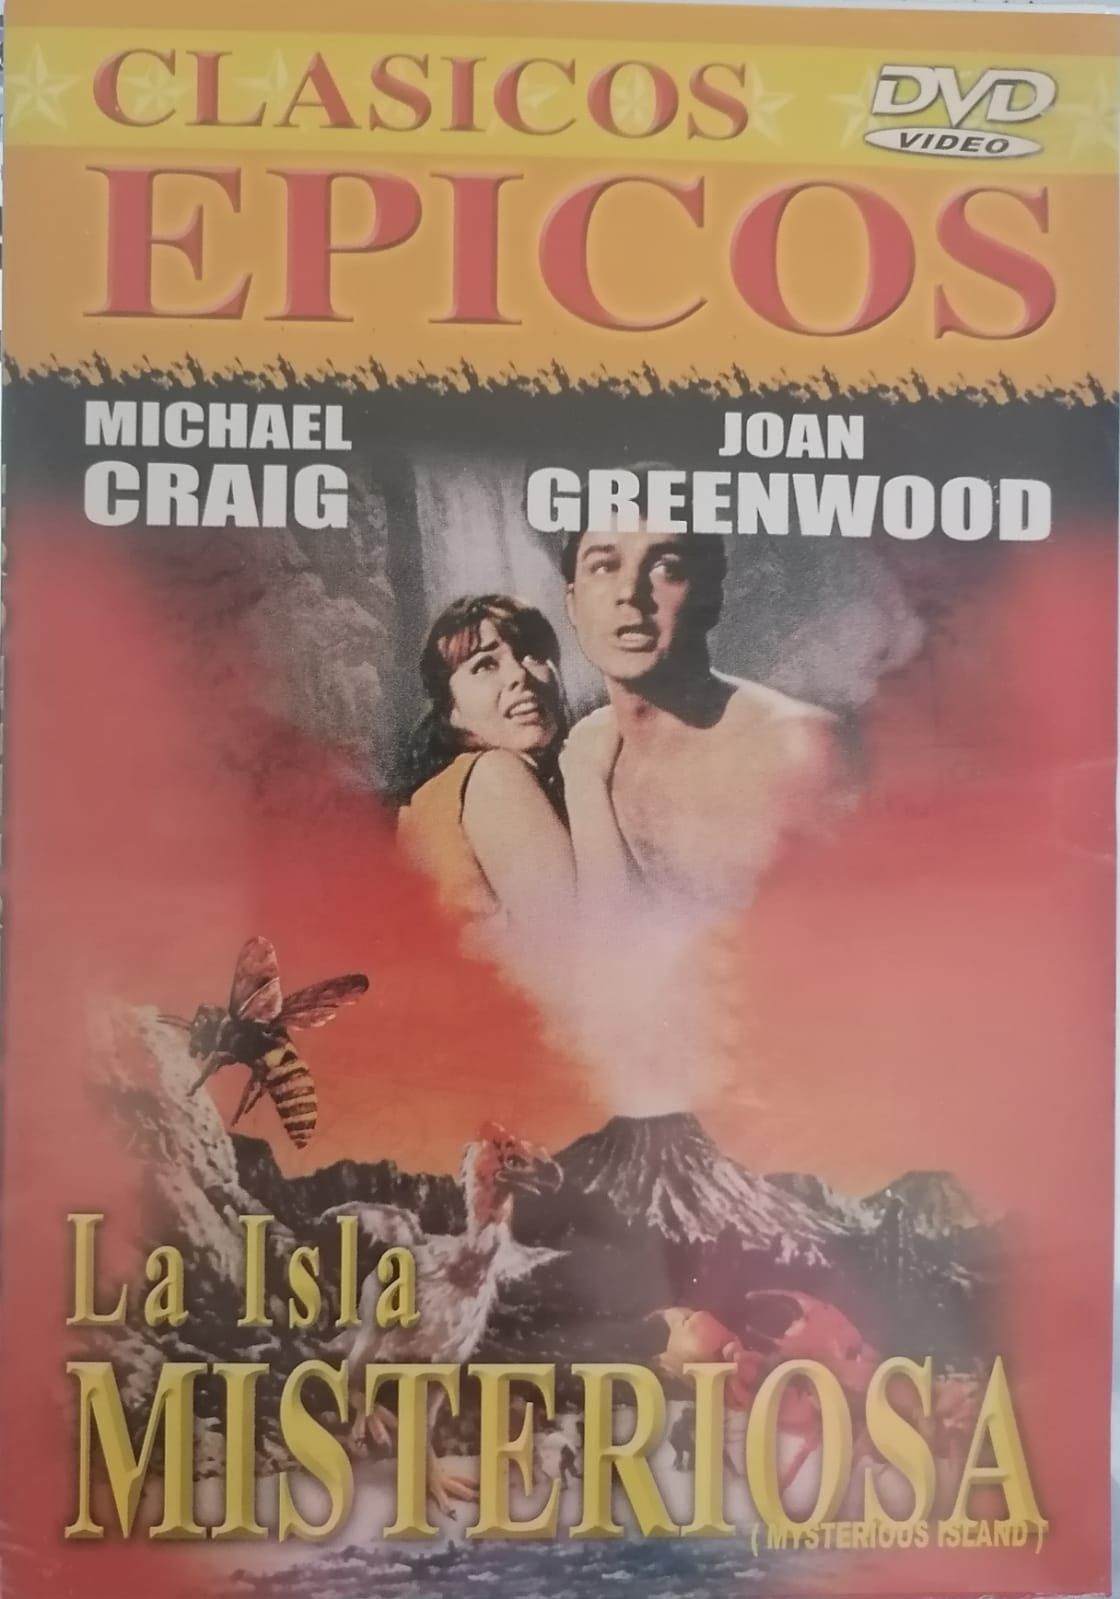 CLASICOS
DVD
VIDEO
EPICOS
MICHAEL
CRAIG
JOAN
GREENWOOD
La Isla
MISTERIOSA
( MYSTERIOUS ISLAND )